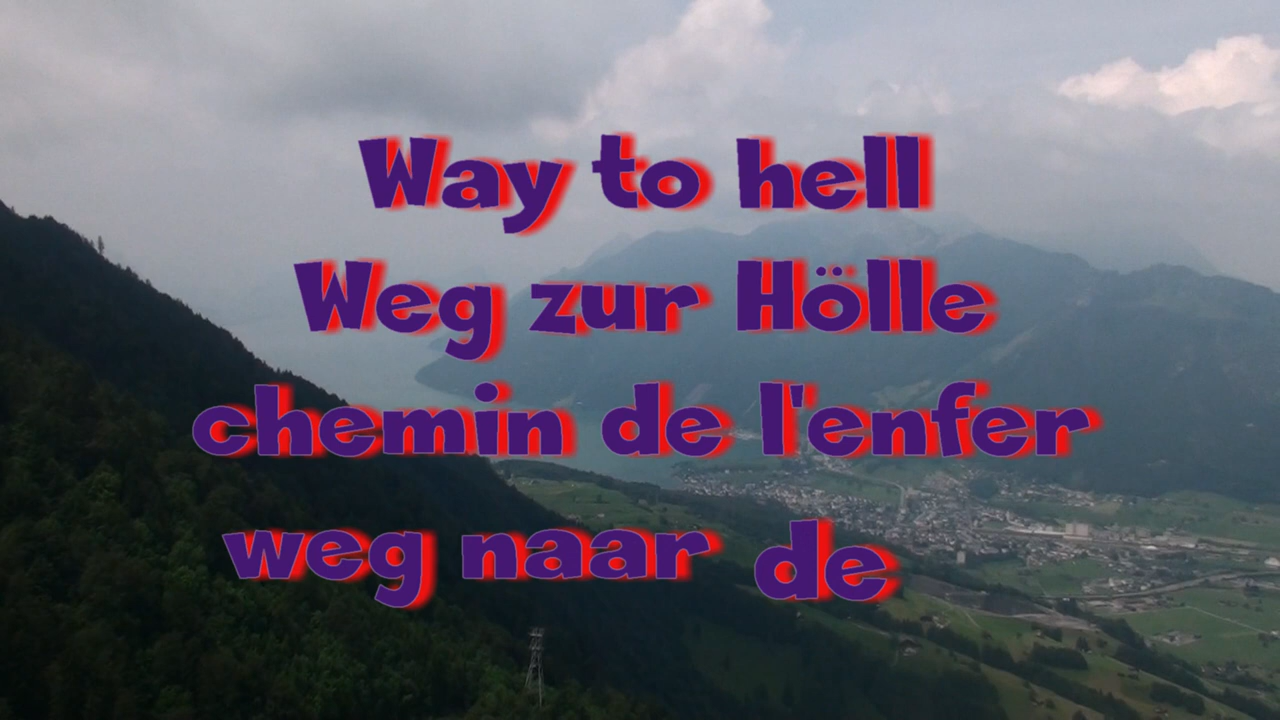 Way to hell
Weg zur Hölle
chemin de l'enfer
weg naar de